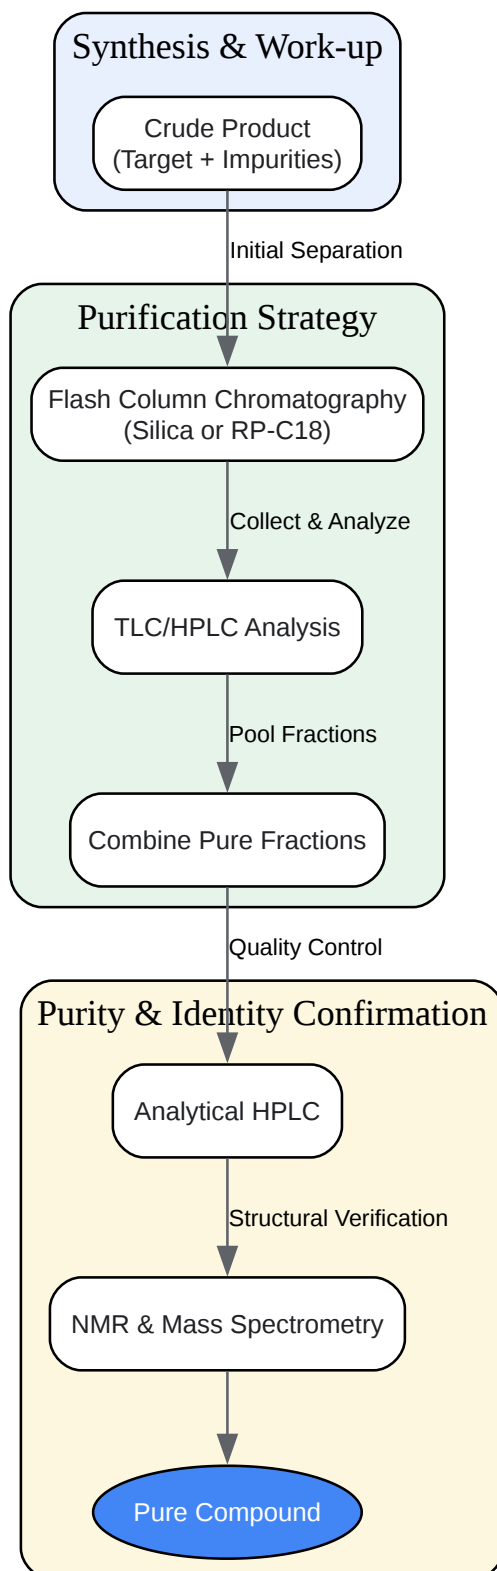 Synthesis & Work-up
Crude Product
(Target + Impurities)
Initial Separation
Purification Strategy
Flash Column Chromatography
(Silica or RP-C18)
Collect & Analyze
TLC/HPLC Analysis
Pool Fractions
Combine Pure Fractions
Quality Control
Purity & Identity Confirmation
Analytical HPLC
Structural Verification
NMR & Mass Spectrometry
Pure Compound